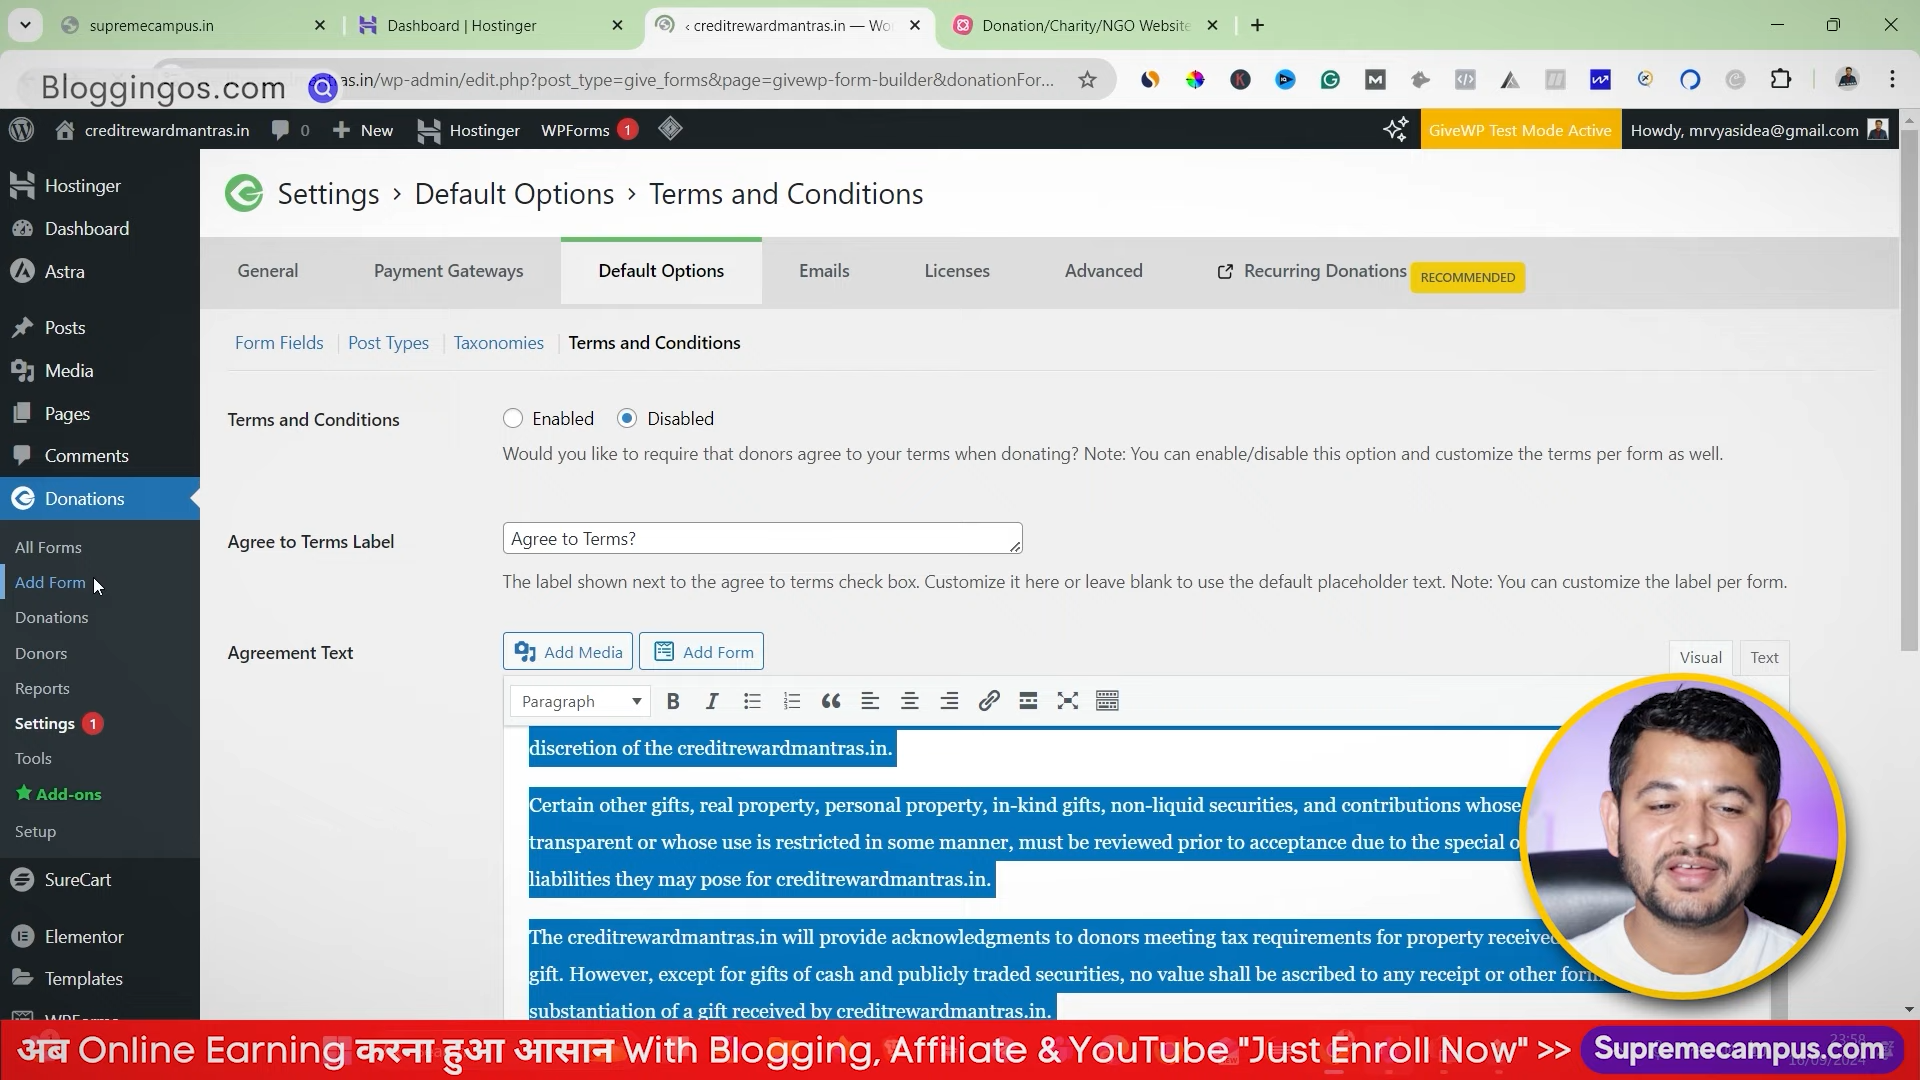 supremecampus.in
Dashboard | Hostinger
‹ creditrewardmantras.in — Wo
Donation/Charity/NGO Website
Bloggingos.com
as.in/wp-admin/edit.php?post_type=give_forms&page=givewp-form-builder&donationFor...
creditrewardmantras.in
0
New
Hostinger
WPForms 1
GiveWP Test Mode Active
Howdy, mrvyasidea@gmail.com
Hostinger
Dashboard
Astra
Posts
Media
Pages
Comments
Donations
All Forms
Add Form
Donations
Donors
Reports
Settings 1
Tools
Add-ons
Setup
SureCart
Elementor
Templates
Settings › Default Options › Terms and Conditions
General
Payment Gateways
Default Options
Emails
Licenses
Advanced
Recurring Donations
RECOMMENDED
Form Fields
Post Types
Taxonomies
Terms and Conditions
Terms and Conditions
Enabled
Disabled
Would you like to require that donors agree to your terms when donating? Note: You can enable/disable this option and customize the terms per form as well.
Agree to Terms Label
Agree to Terms?
The label shown next to the agree to terms check box. Customize it here or leave blank to use the default placeholder text. Note: You can customize the label per form.
Agreement Text
Add Media
Add Form
Visual
Text
Paragraph
discretion of the creditrewardmantras.in.
Certain other gifts, real property, personal property, in-kind gifts, non-liquid securities, and contributions whose
transparent or whose use is restricted in some manner, must be reviewed prior to acceptance due to the special
liabilities they may pose for creditrewardmantras.in.
The creditrewardmantras.in will provide acknowledgments to donors meeting tax requirements for property received
gift. However, except for gifts of cash and publicly traded securities, no value shall be ascribed to any receipt or other
substantiation of a gift received by creditrewardmantras.in.
अब Online Earning करना हुआ आसान With Blogging, Affiliate & YouTube "Just Enroll Now" >>
Supremecampus.com